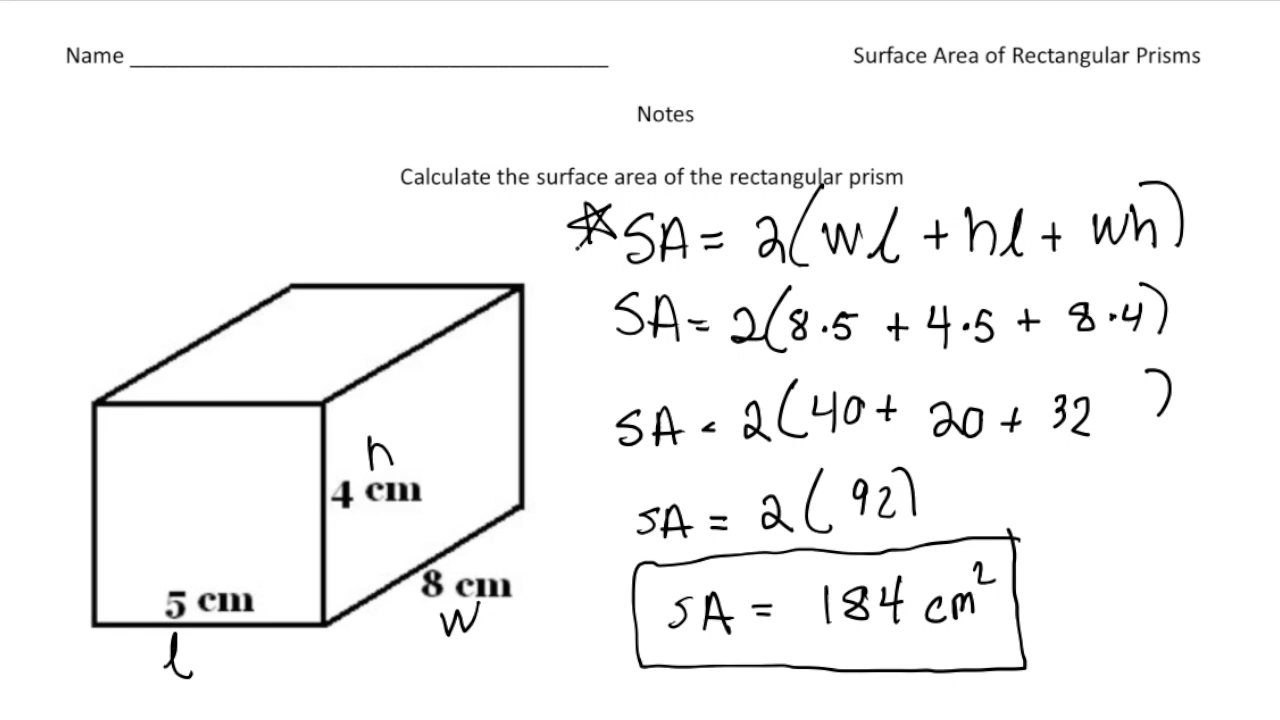 Name ________________________________________ Surface Area of Rectangular Prisms
Notes
Calculate the surface area of the rectangular prism
☆ SA = 2(wl + hl + wh)
SA = 2(8·5 + 4·5 + 8·4)
SA = 2(40 + 20 + 32)
SA = 2(92)
SA = 184 cm²
h
4 cm
8 cm
w
5 cm
l